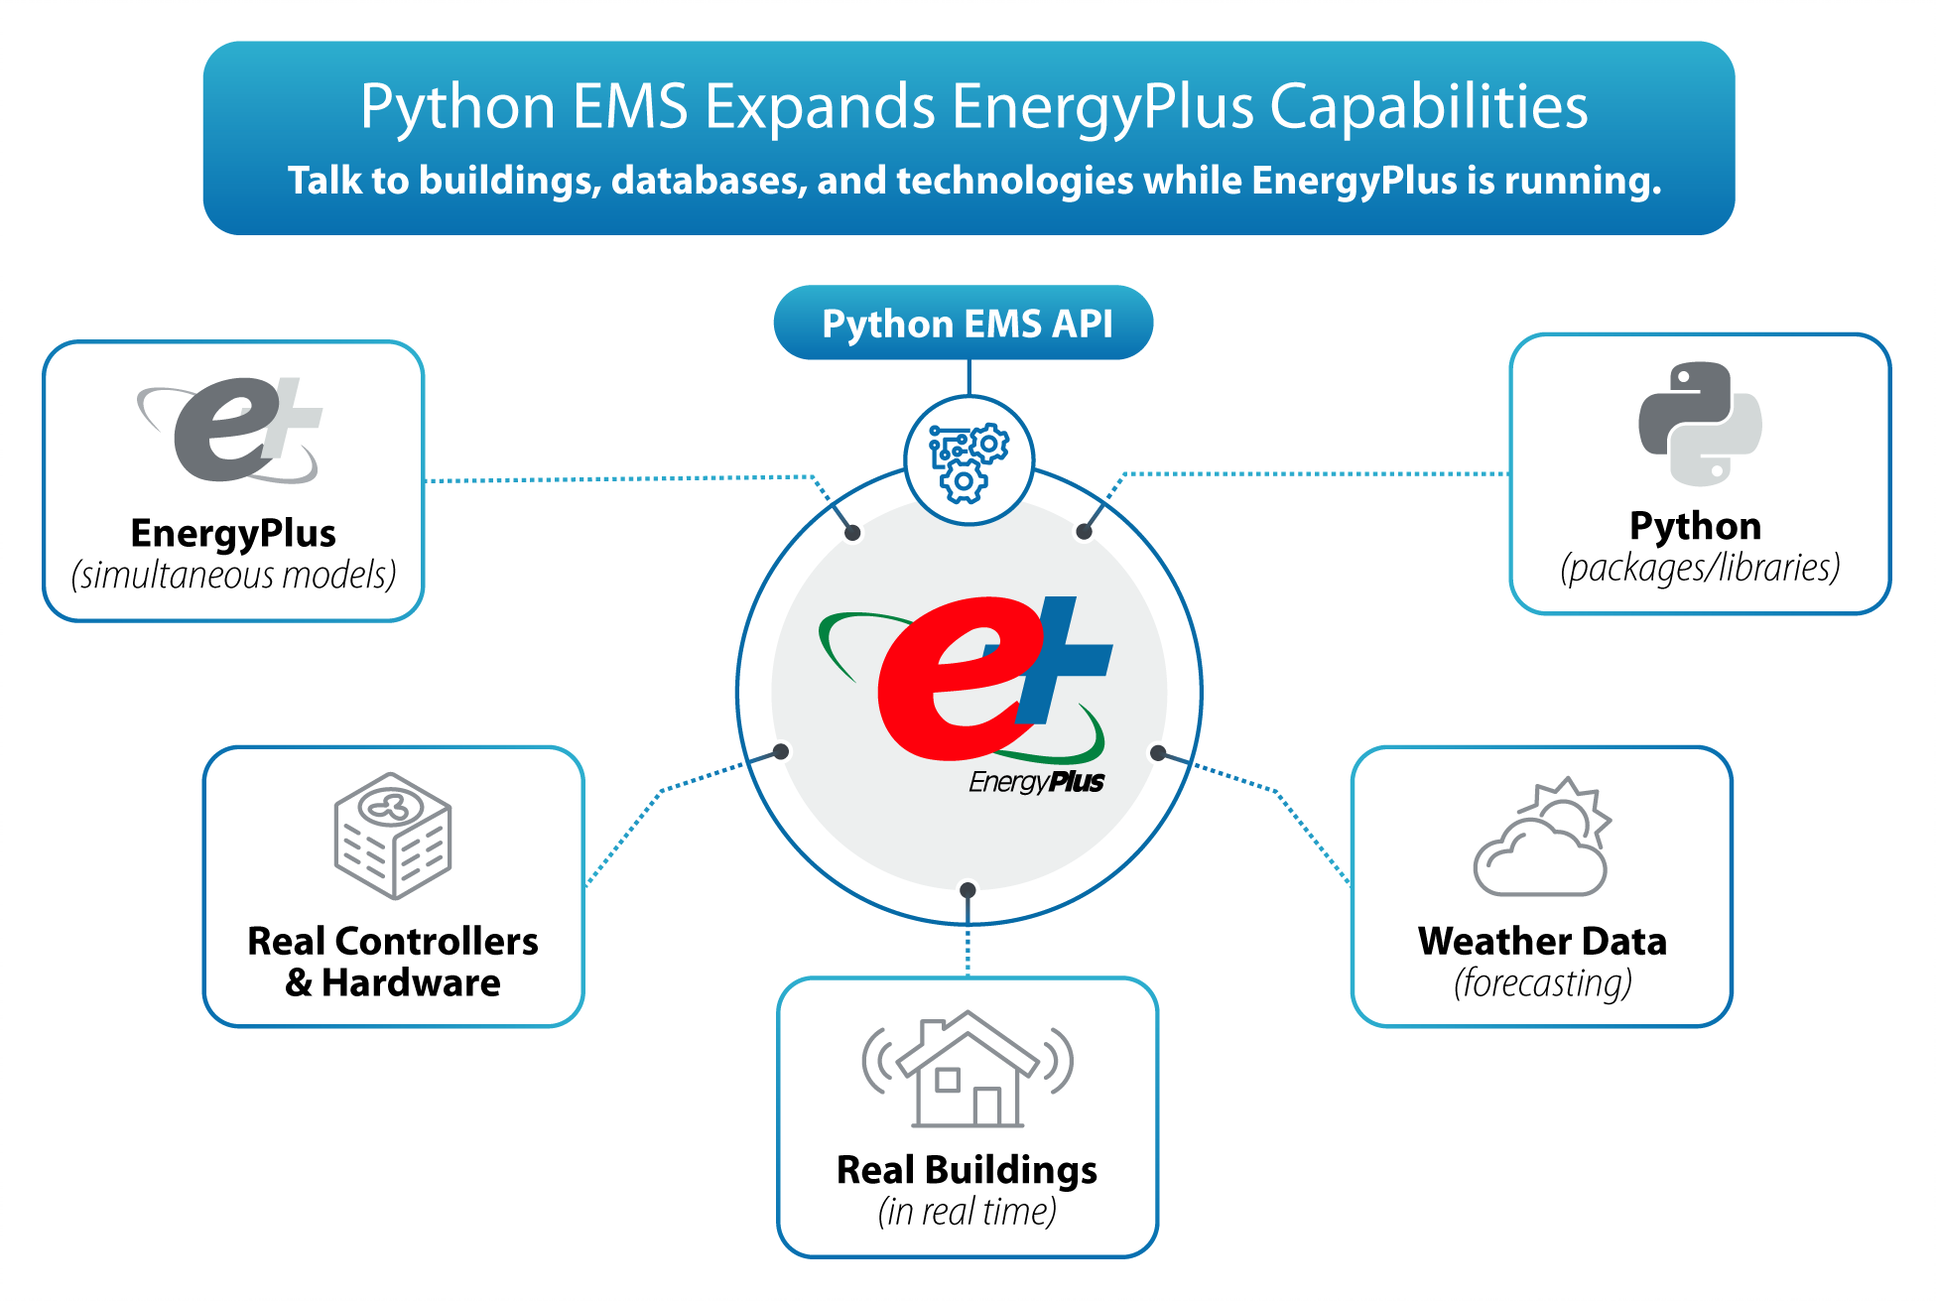 Python EMS Expands EnergyPlus Capabilities
Talk to buildings, databases, and technologies while EnergyPlus is running.
Python EMS API
e+
EnergyPlus
(simultaneous models)
Python
(packages/libraries)
e+
EnergyPlus
Real Controllers
& Hardware
Weather Data
(forecasting)
Real Buildings
(in real time)